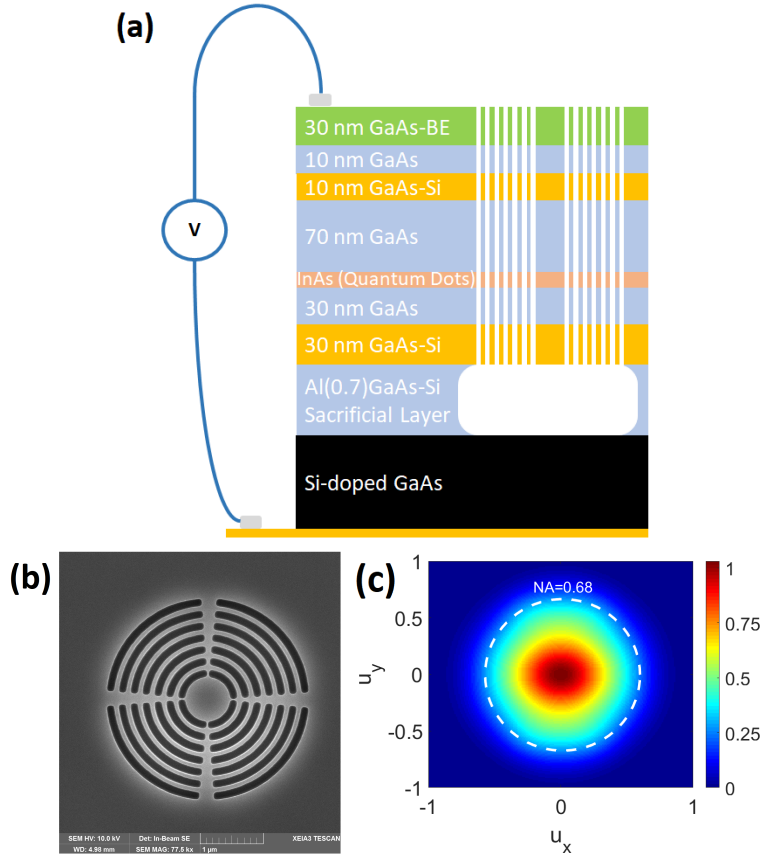 (a)
V
30 nm GaAs-BE
10 nm GaAs
10 nm GaAs-Si
70 nm GaAs
InAs (Quantum Dots)
30 nm GaAs
30 nm GaAs-Si
Al(0.7)GaAs-Si
Sacrificial Layer
Si-doped GaAs
(b)
SEM HV: 10.0 kV
Det: In-Beam SE
XEIA3 TESCAN
WD: 4.98 mm
SEM MAG: 77.5 kx
1 µm
(c)
NA=0.68
1
0.5
0
-0.5
-1
uy
-1
0
1
ux
1
0.75
0.5
0.25
0